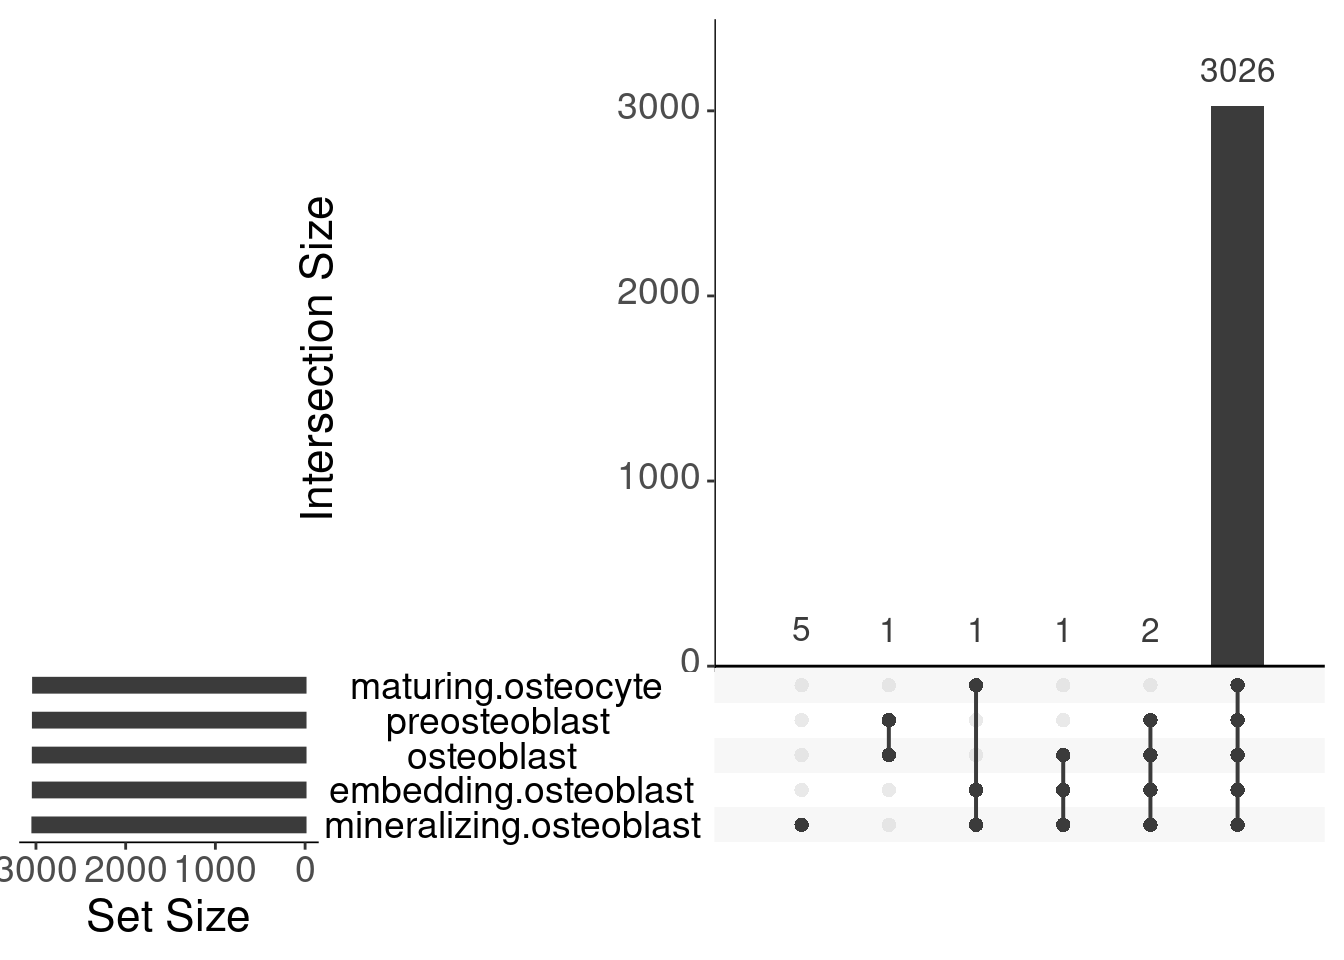 3026
3000
2000
1000
0
Intersection Size
5 1 1 1 2
maturing.osteocyte
preosteoblast
osteoblast
embedding.osteoblast
mineralizing.osteoblast
3000 2000 1000 0
Set Size